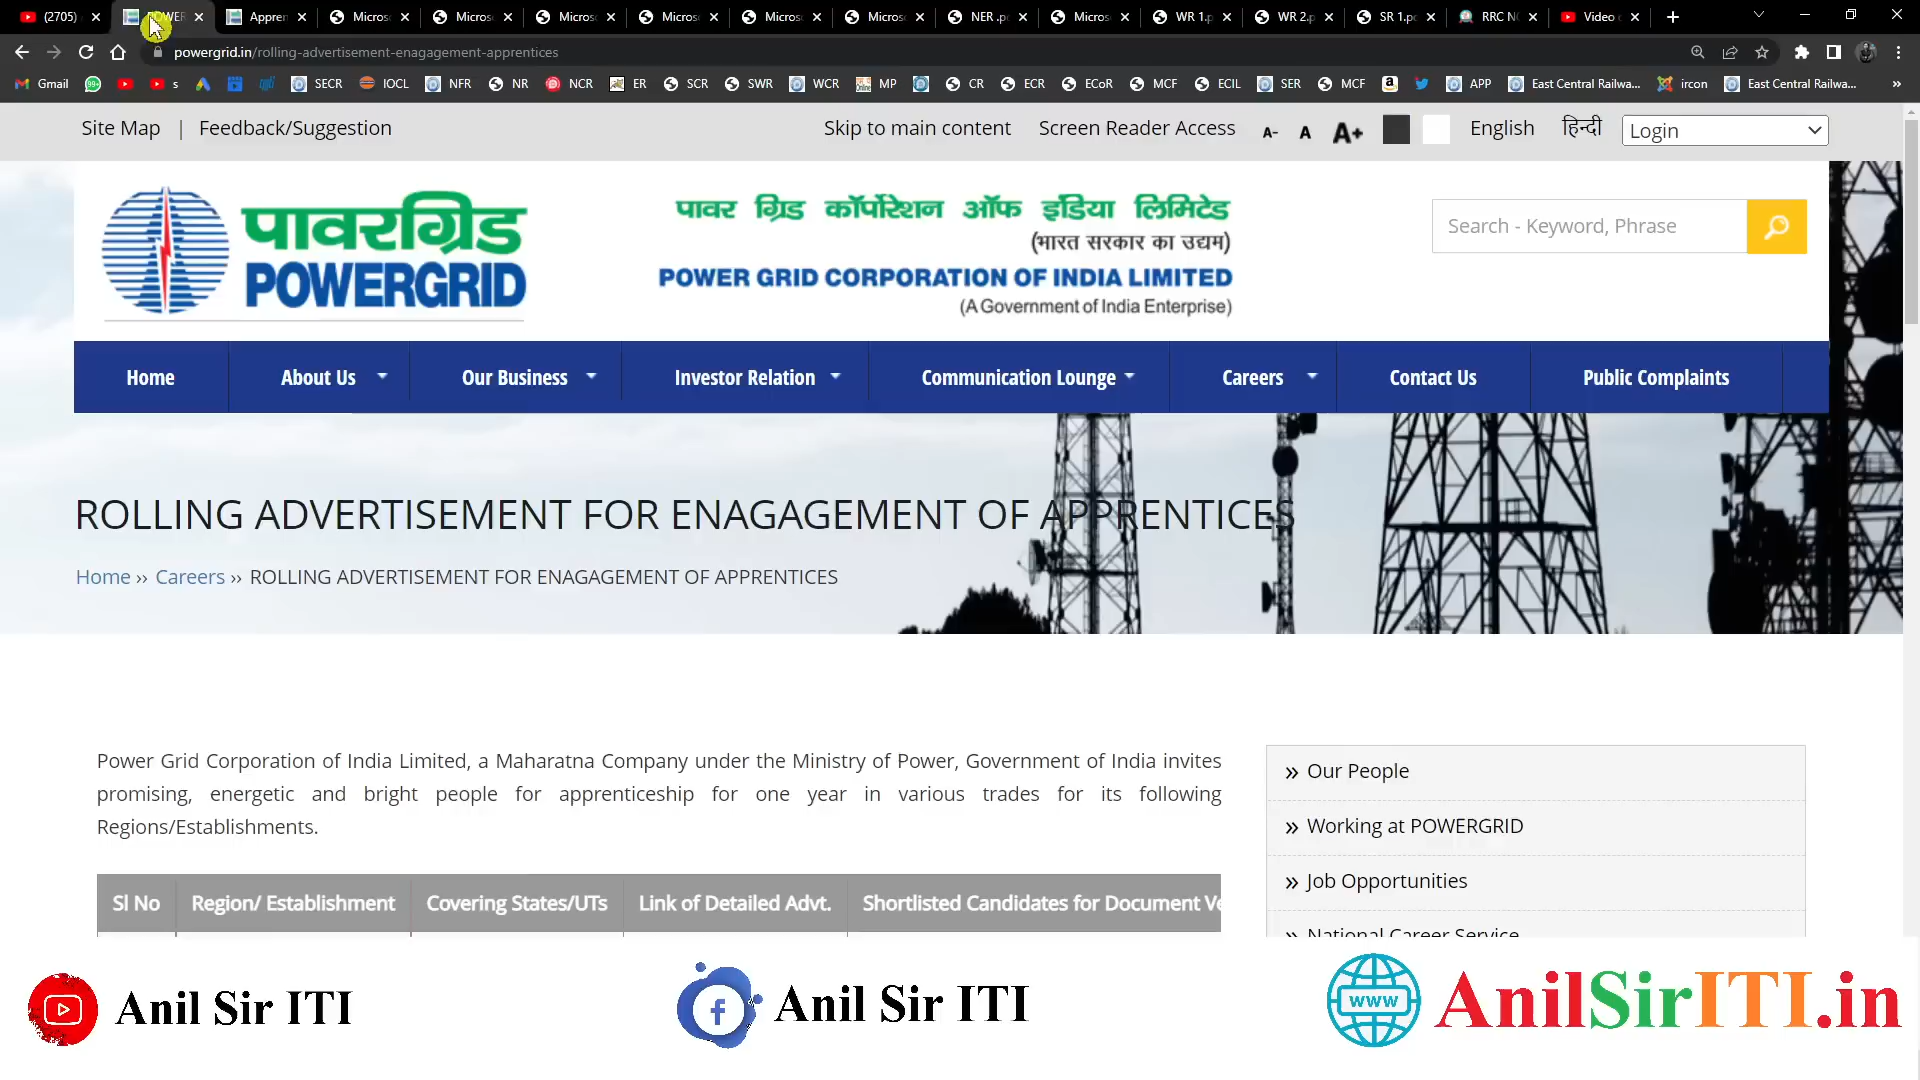 (2705)
POWER
Appren
Micros
Micros
Micros
Micros
Micros
Micros
NER .p
Micros
WR 1.p
WR 2.p
SR 1.p
RRC N
Video
powergrid.in/rolling-advertisement-enagagement-apprentices
Gmail
s
SECR
IOCL
NFR
NR
NCR
ER
SCR
SWR
WCR
MP
CR
ECR
ECoR
MCF
ECIL
SER
MCF
APP
East Central Railwa...
ircon
East Central Railwa...
Site Map | Feedback/Suggestion
Skip to main content
Screen Reader Access
A- A A+
English
हिन्दी
Login
पावरग्रिड
POWERGRID
पावर ग्रिड कॉर्पोरेशन ऑफ इंडिया लिमिटेड
(भारत सरकार का उद्यम)
POWER GRID CORPORATION OF INDIA LIMITED
(A Government of India Enterprise)
Search - Keyword, Phrase
Home
About Us
Our Business
Investor Relation
Communication Lounge
Careers
Contact Us
Public Complaints
ROLLING ADVERTISEMENT FOR ENAGAGEMENT OF APPRENTICES
Home ›› Careers ›› ROLLING ADVERTISEMENT FOR ENAGAGEMENT OF APPRENTICES
Power Grid Corporation of India Limited, a Maharatna Company under the Ministry of Power, Government of India invites
promising, energetic and bright people for apprenticeship for one year in various trades for its following
Regions/Establishments.
Sl No
Region/ Establishment
Covering States/UTs
Link of Detailed Advt.
Shortlisted Candidates for Document Ve
» Our People
» Working at POWERGRID
» Job Opportunities
» National Career Service
Anil Sir ITI
Anil Sir ITI
www
AnilSirITI.in